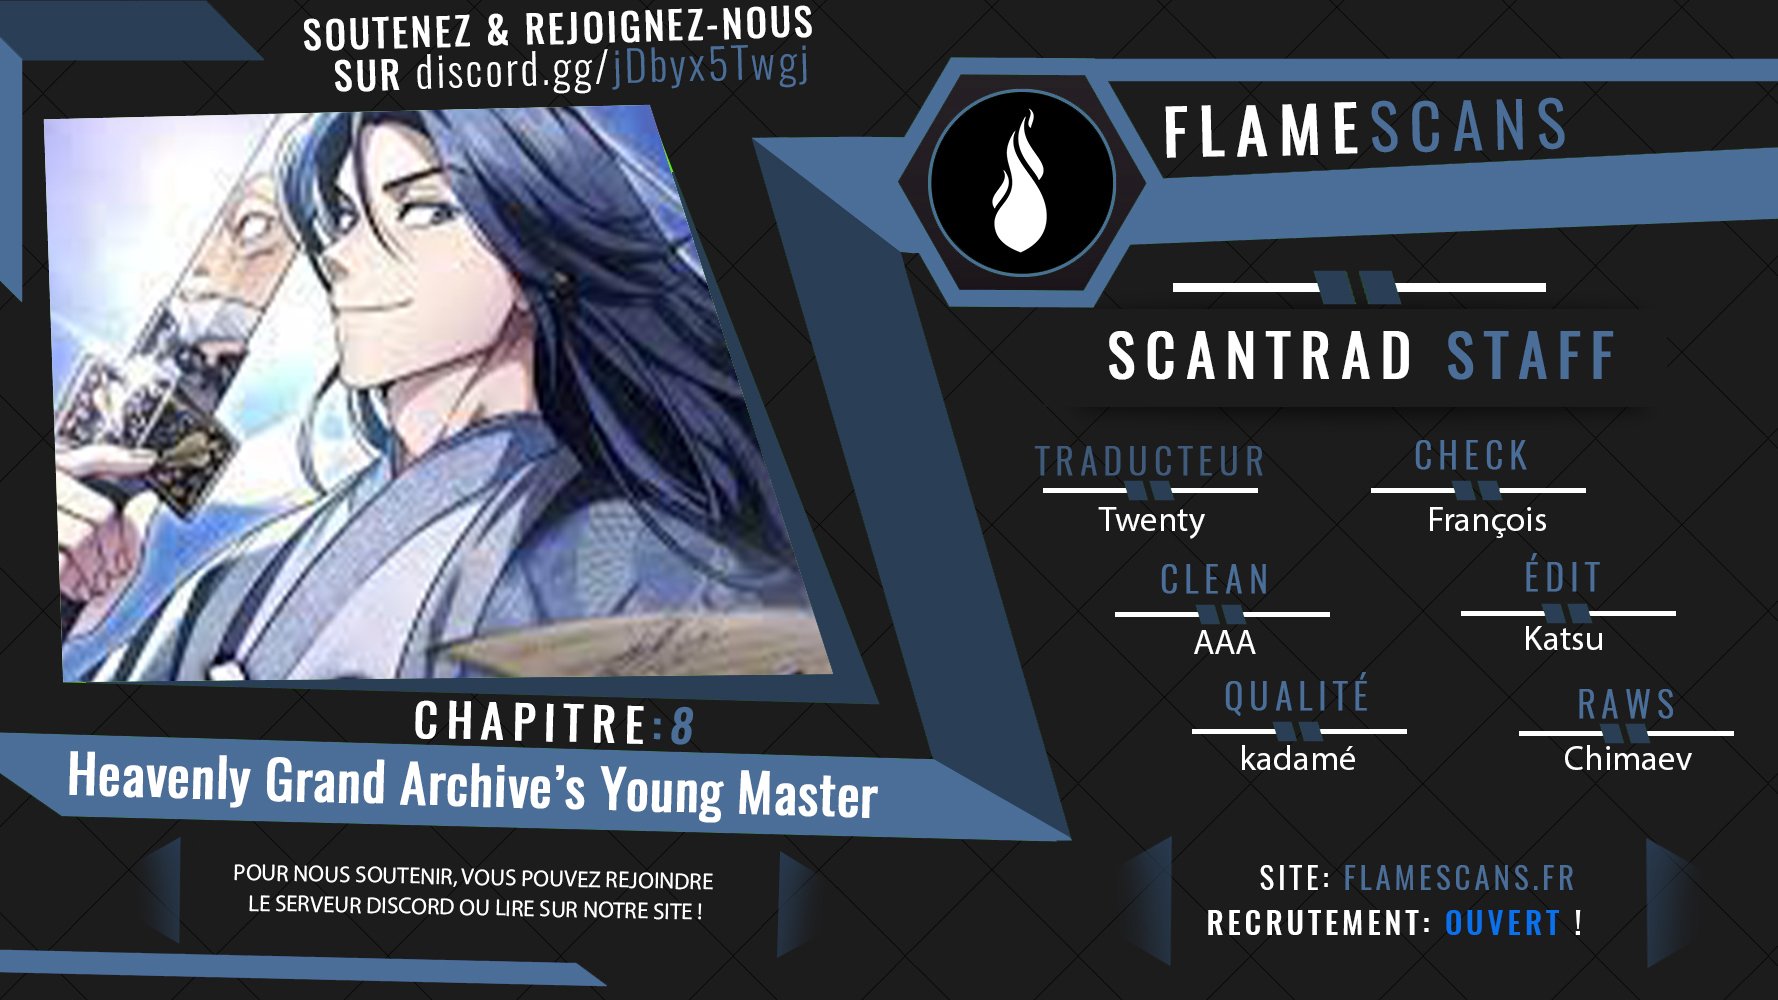 SOUTENEZ & REJOIGNEZ-NOUS
SUR discord.gg/jDbyx5Twgj
FLAMESCANS
SCANTRAD STAFF
TRADUCTEUR
Twenty
CHECK
François
CLEAN
AAA
ÉDIT
Katsu
QUALITÉ
kadamé
RAWS
Chimaev
CHAPITRE:8
Heavenly Grand Archive’s Young Master
POUR NOUS SOUTENIR, VOUS POUVEZ REJOINDRE
LE SERVEUR DISCORD OU LIRE SUR NOTRE SITE !
SITE: FLAMESCANS.FR
RECRUTEMENT: OUVERT !